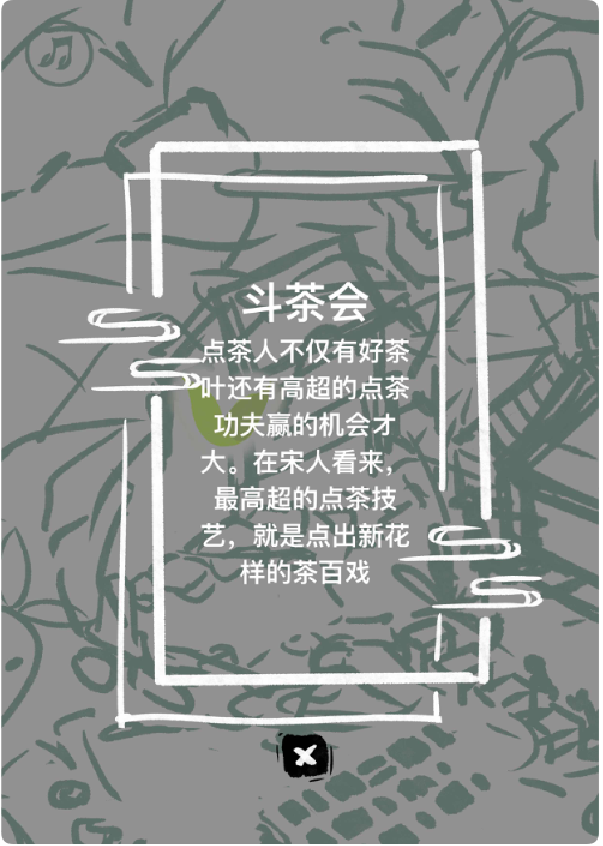 斗茶会
点茶人不仅有好茶
叶还有高超的点茶
功夫赢的机会才
大。在宋人看来，
最高超的点茶技
艺，就是点出新花
样的茶百戏